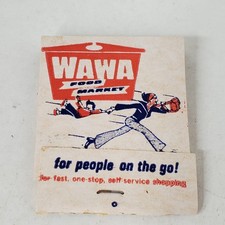 WAWA
FOOD
MARKET
for people on the go!
for fast, one-stop, self service shopping